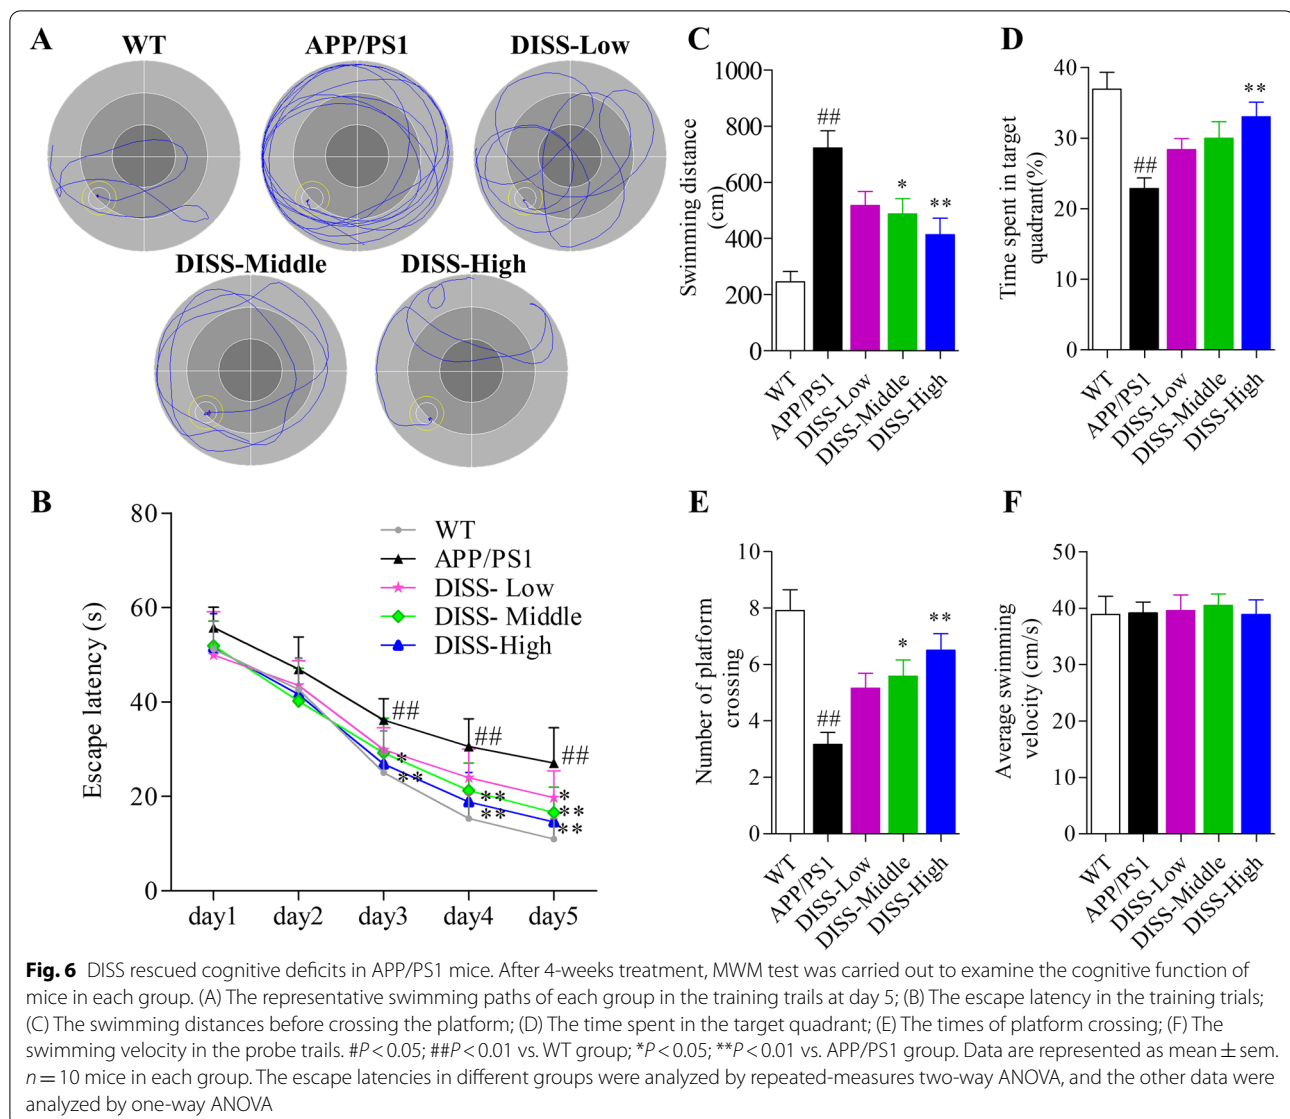 A
WT
APP/PS1
DISS-Low
DISS-Middle
DISS-High
B
Escape latency (s)
80
60
40
20
0
day1
day2
day3
day4
day5
WT
APP/PS1
DISS- Low
DISS- Middle
DISS-High
##
##
##
*
**
**
**
*
**
**
C
Swimming distance
(cm)
1000
800
600
400
200
0
##
*
**
WT
APP/PS1
DISS-Low
DISS-Middle
DISS-High
D
Time spent in target
quadrant(%)
40
30
20
10
0
##
**
WT
APP/PS1
DISS-Low
DISS-Middle
DISS-High
E
Number of platform
crossing
10
8
6
4
2
0
##
*
**
WT
APP/PS1
DISS-Low
DISS-Middle
DISS-High
F
Average swimming
velocity (cm/s)
50
40
30
20
10
0
WT
APP/PS1
DISS-Low
DISS-Middle
DISS-High
Fig. 6 DISS rescued cognitive deficits in APP/PS1 mice. After 4-weeks treatment, MWM test was carried out to examine the cognitive function of
mice in each group. (A) The representative swimming paths of each group in the training trails at day 5; (B) The escape latency in the training trials;
(C) The swimming distances before crossing the platform; (D) The time spent in the target quadrant; (E) The times of platform crossing; (F) The
swimming velocity in the probe trails. #P < 0.05; ##P < 0.01 vs. WT group; *P < 0.05; **P < 0.01 vs. APP/PS1 group. Data are represented as mean ± sem.
n = 10 mice in each group. The escape latencies in different groups were analyzed by repeated-measures two-way ANOVA, and the other data were
analyzed by one-way ANOVA